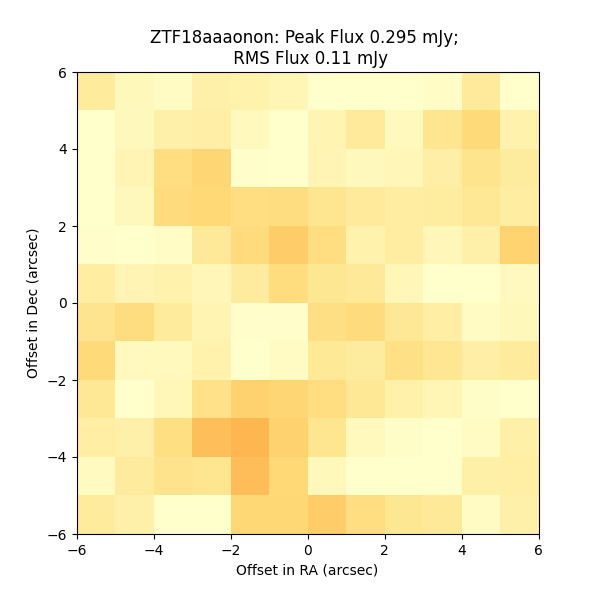 ZTF18aaaonon: Peak Flux 0.295 mJy;
RMS Flux 0.11 mJy
6
4
2
0
−2
−4
−6
Offset in Dec (arcsec)
−6 −4 −2 0 2 4 6
Offset in RA (arcsec)